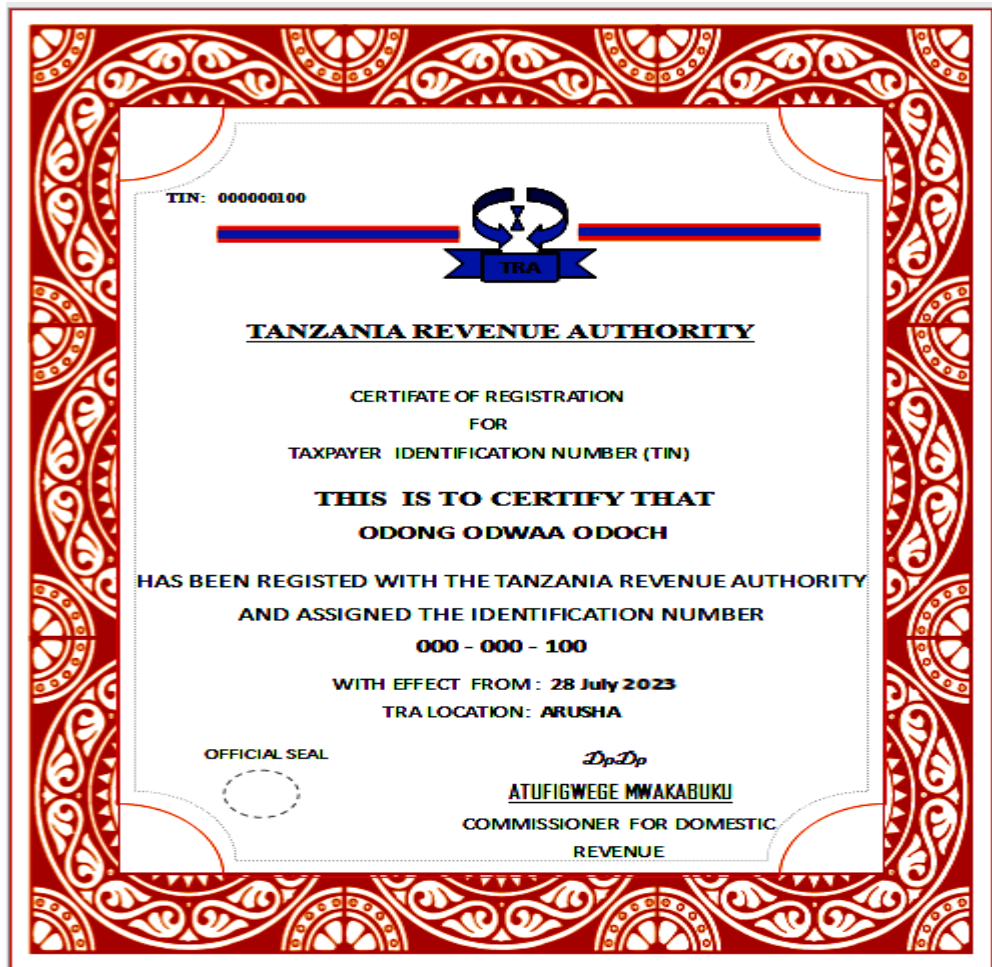 TIN: 000000100
TRA
TANZANIA REVENUE AUTHORITY
CERTIFATE OF REGISTRATION
FOR
TAXPAYER IDENTIFICATION NUMBER (TIN)
THIS IS TO CERTIFY THAT
ODONG ODWAA ODOCH
HAS BEEN REGISTED WITH THE TANZANIA REVENUE AUTHORITY
AND ASSIGNED THE IDENTIFICATION NUMBER
000 - 000 - 100
WITH EFFECT FROM : 28 July 2023
TRA LOCATION: ARUSHA
OFFICIAL SEAL
DpDp
ATUFIGWEGE MWAKABUKU
COMMISSIONER FOR DOMESTIC
REVENUE